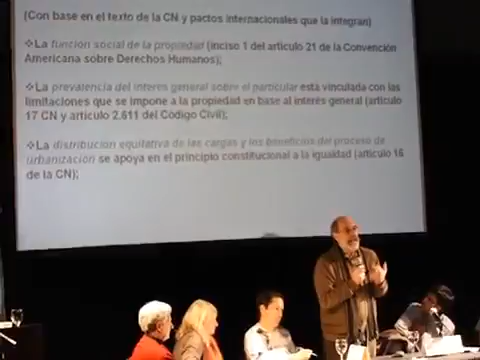 (Con base en el texto de la CN y pactos internacionales que la integran)
❖La función social de la propiedad (inciso 1 del artículo 21 de la Convención
Americana sobre Derechos Humanos);
❖La prevalencia del interés general sobre el particular está vinculada con las
limitaciones que se impone a la propiedad en base al interés general (artículo
17 CN y artículo 2.611 del Código Civil);
❖La distribución equitativa de las cargas y los beneficios del proceso de
urbanización se apoya en el principio constitucional a la igualdad (artículo 16
de la CN);